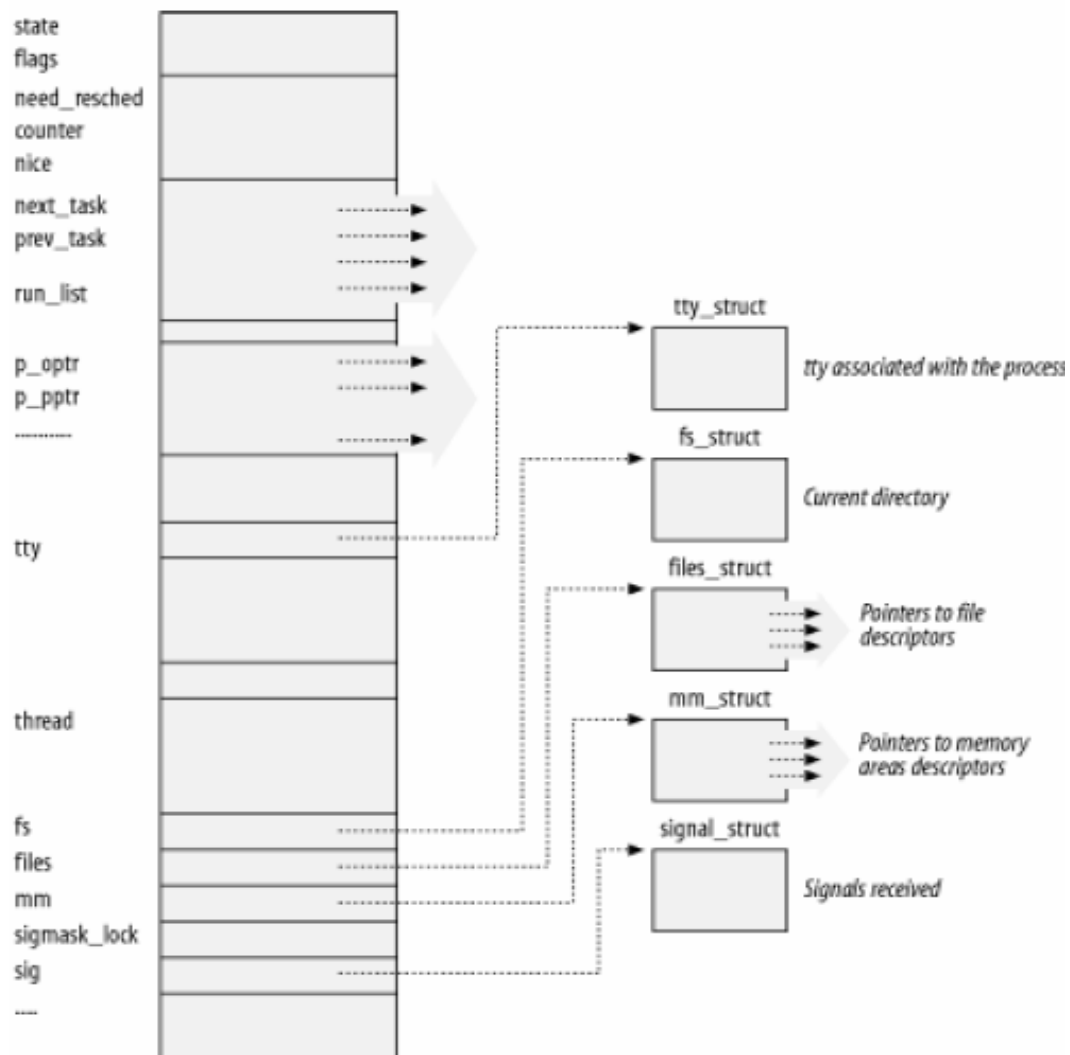 state
flags
need_resched
counter
nice
next_task
prev_task
run_list
p_optr
p_pptr
............
tty
thread
fs
files
mm
sigmask_lock
sig
.....
tty_struct
tty associated with the process
fs_struct
Current directory
files_struct
Pointers to file
descriptors
mm_struct
Pointers to memory
areas descriptors
signal_struct
Signals received